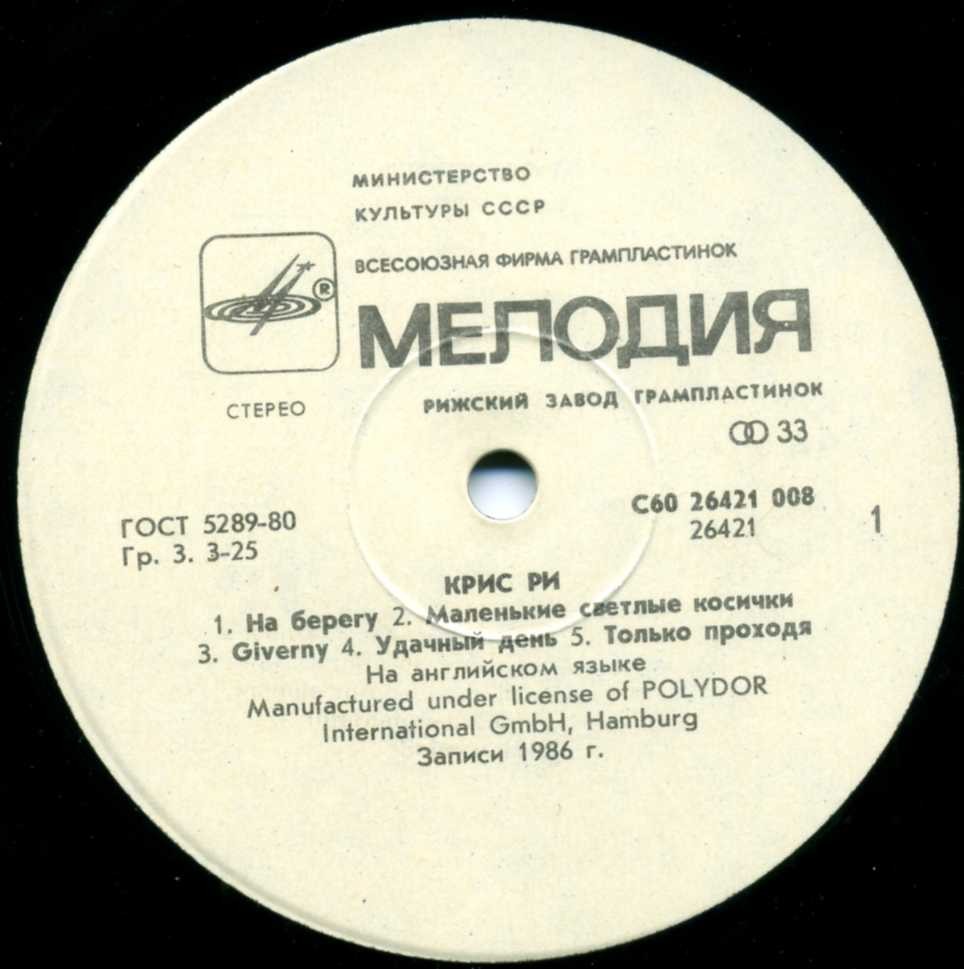 МИНИСТЕРСТВО
КУЛЬТУРЫ СССР
ВСЕСОЮЗНАЯ ФИРМА ГРАМПЛАСТИНОК
®
МЕЛОДИЯ
СТЕРЕО
РИЖСКИЙ ЗАВОД ГРАМПЛАСТИНОК
33
ГОСТ 5289-80
Гр. 3. 3-25
С60 26421 008
26421
1
КРИС РИ
1. На берегу 2. Маленькие светлые косички
3. Giverny 4. Удачный день 5. Только проходя
На английском языке
Manufactured under license of POLYDOR
International GmbH, Hamburg
Записи 1986 г.